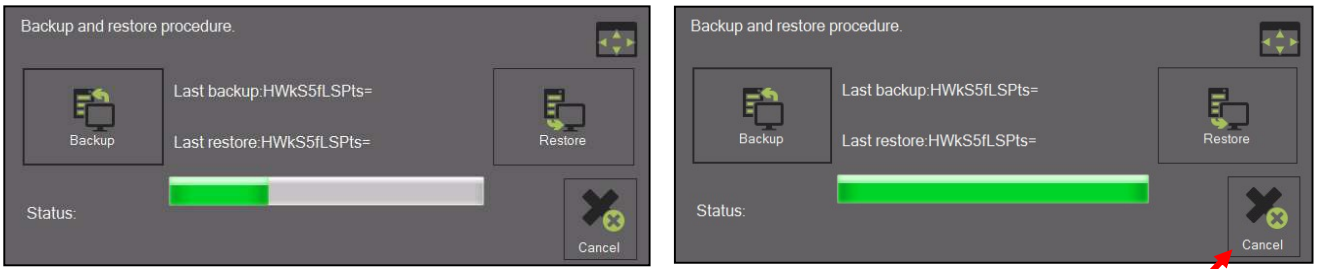 Backup and restore procedure.
Last backup:HWkS5fLSPts=
Backup
Last restore:HWkS5fLSPts=
Restore
Status:
Cancel
Backup and restore procedure.
Last backup:HWkS5fLSPts=
Backup
Last restore:HWkS5fLSPts=
Restore
Status:
Cancel